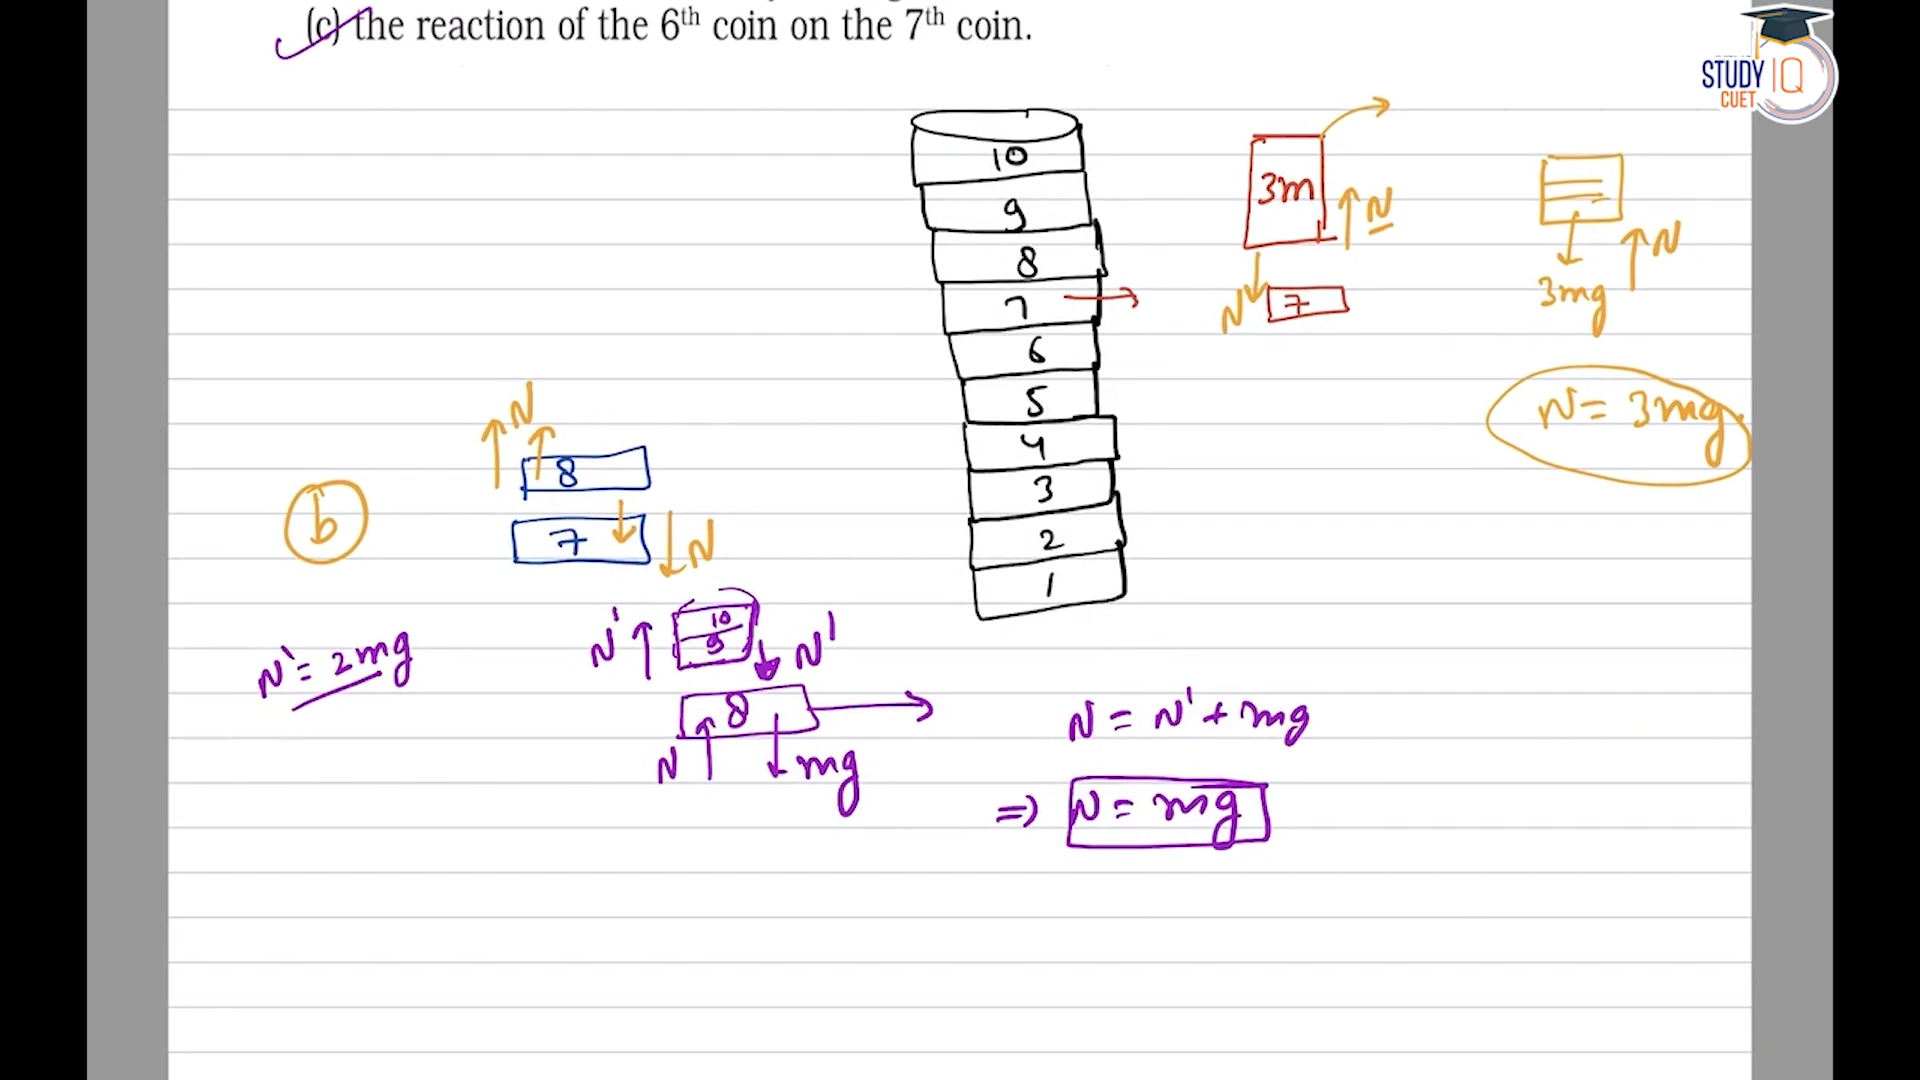 (c) the reaction of the 6th coin on the 7th coin.
STUDY IQ
CUET
10
9
8
7
6
5
4
3
2
1
3m
N
N
7
3mg
N
N = 3mg
b
N
8
7
N
N' = 2mg
N'
10
9
N'
8
N
mg
N = N' + mg
⇒ N = mg